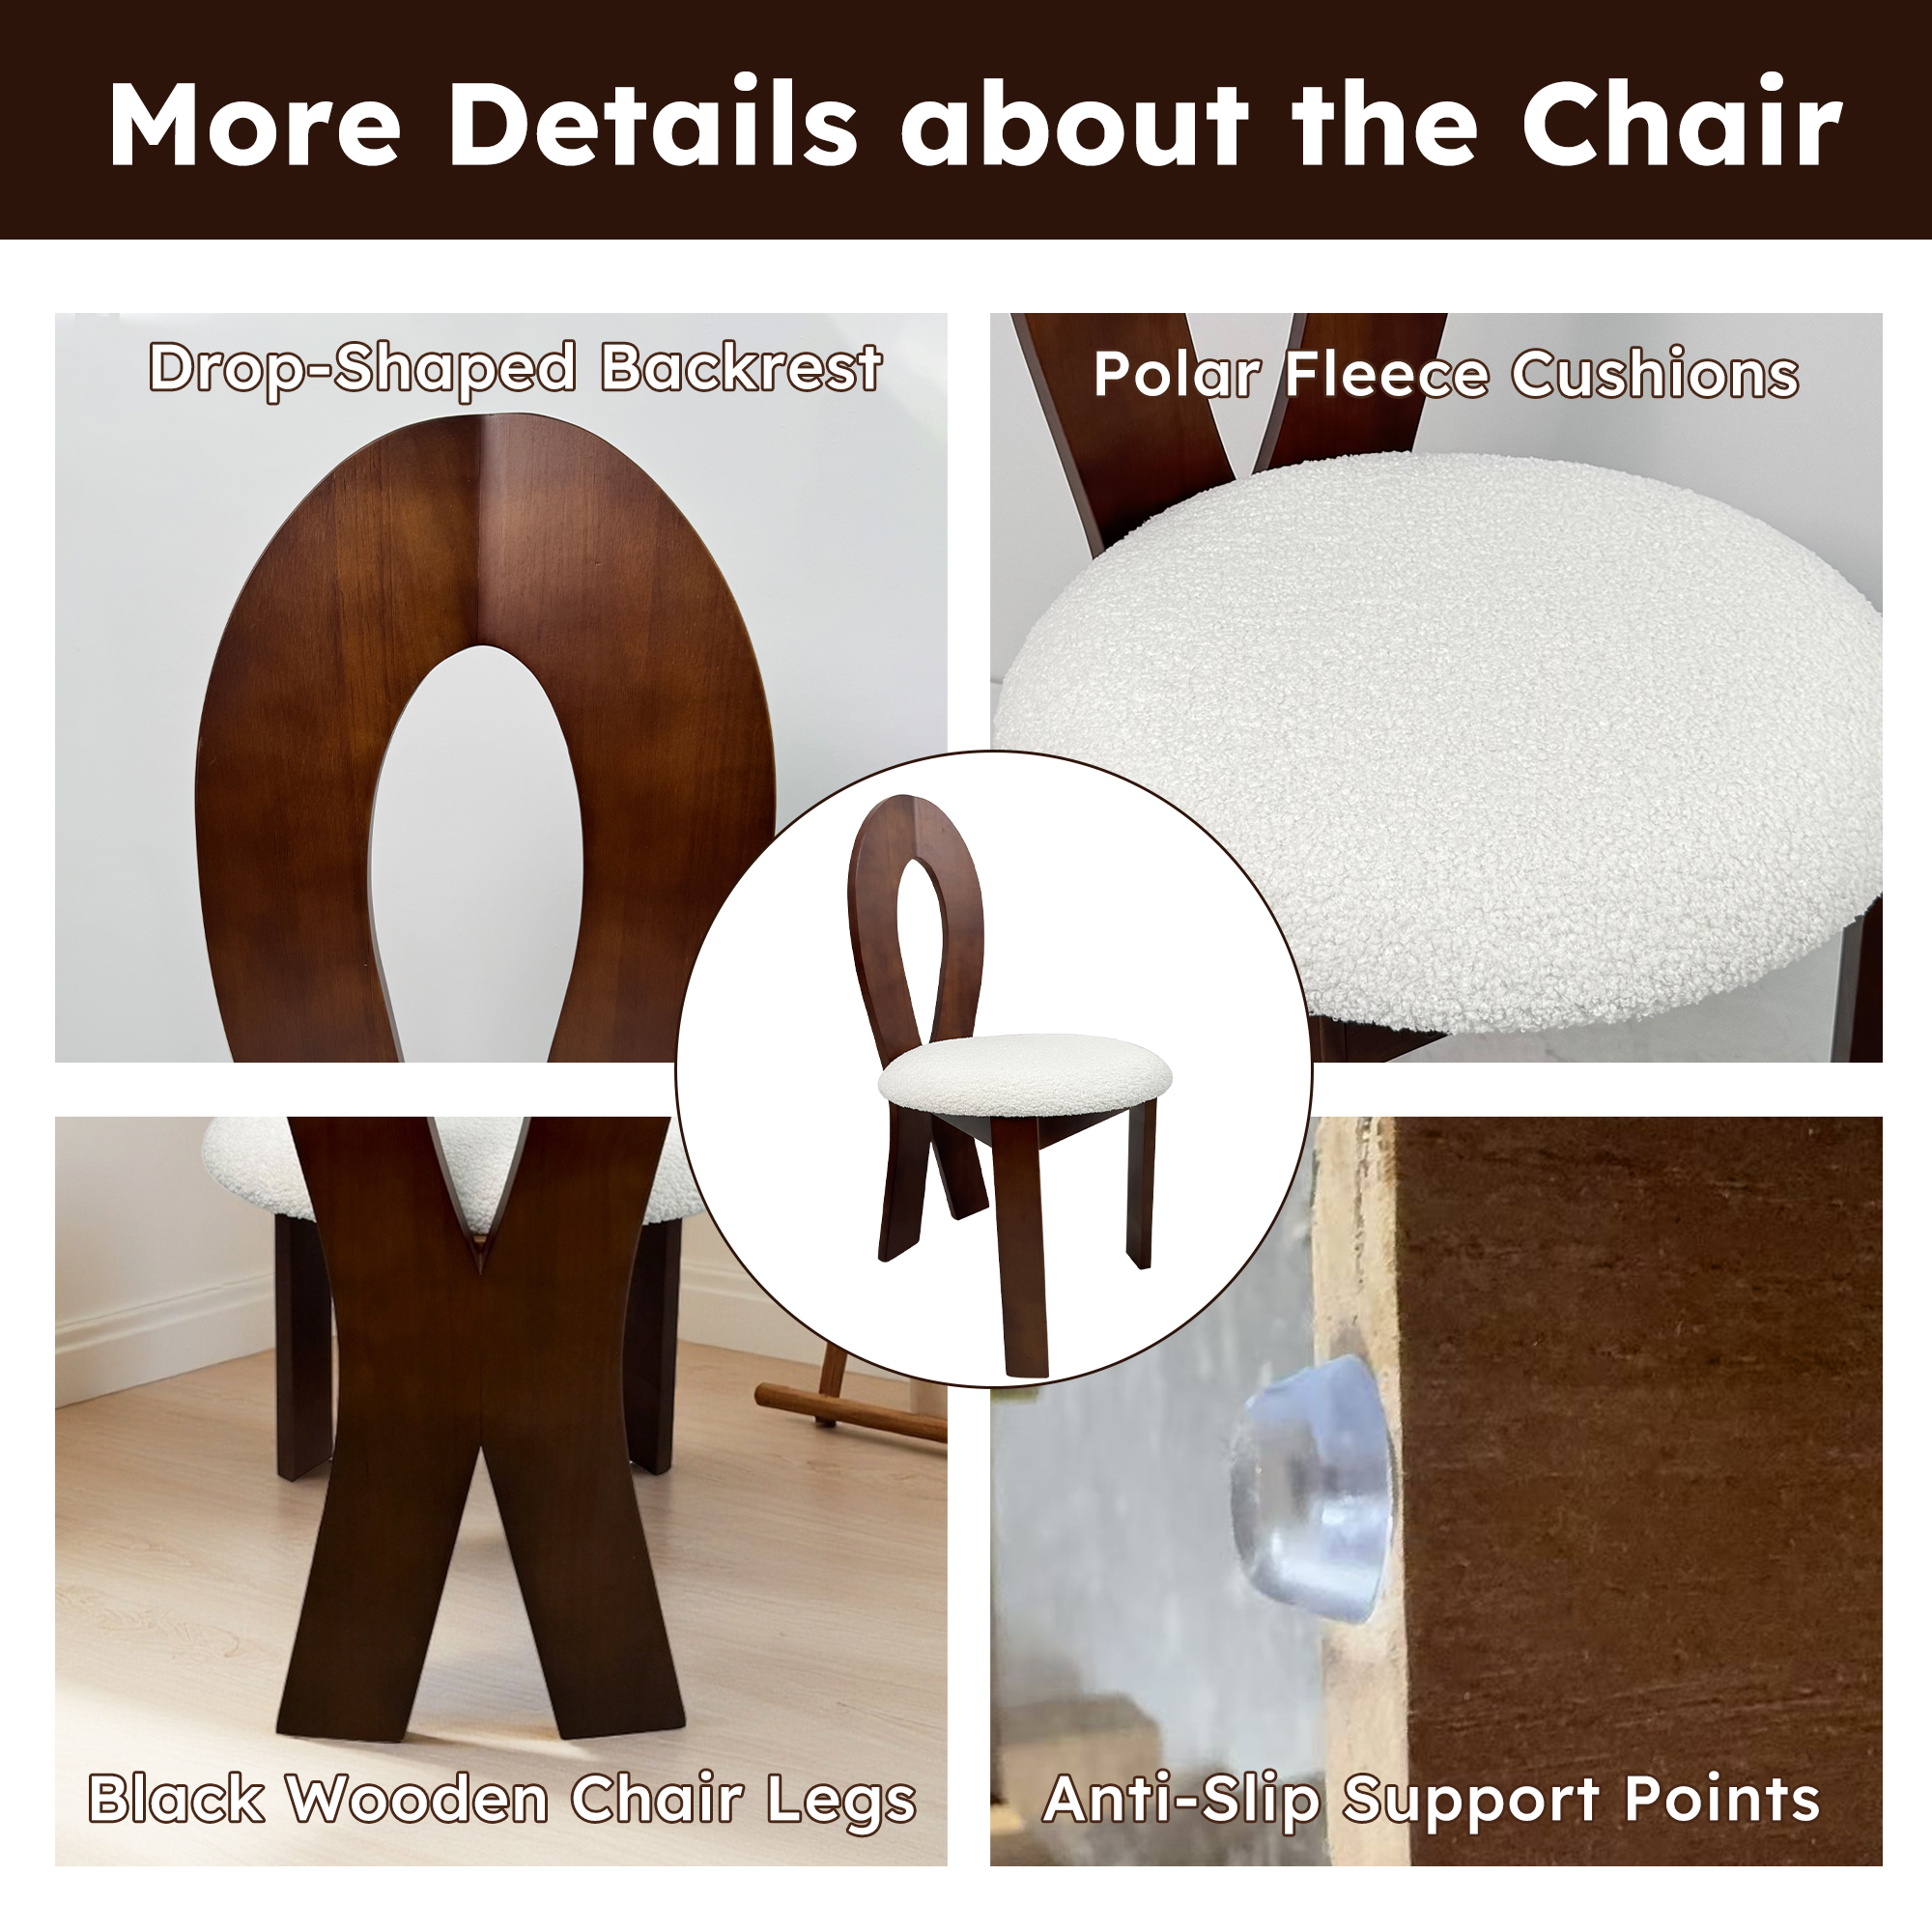 More Details about the Chair
Drop-Shaped Backrest
Polar Fleece Cushions
Black Wooden Chair Legs
Anti-Slip Support Points